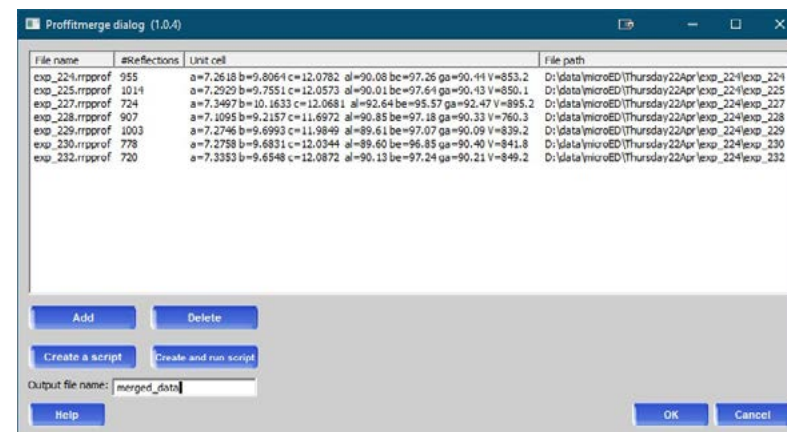 Proffitmerge dialog (1.0.4)
File name #Reflections Unit cell File path
exp_224.rrpprof 955 a=7.2618 b=9.8064 c=12.0782 al=90.08 be=97.26 ga=90.44 V=853.2 D:\data\microED\Thursday22Apr\exp_224\exp_224
exp_225.rrpprof 1014 a=7.2929 b=9.7551 c=12.0573 al=90.01 be=97.64 ga=90.43 V=850.1 D:\data\microED\Thursday22Apr\exp_224\exp_225
exp_227.rrpprof 724 a=7.3497 b=10.1633 c=12.0681 al=92.64 be=95.57 ga=92.47 V=895.2 D:\data\microED\Thursday22Apr\exp_224\exp_227
exp_228.rrpprof 907 a=7.1095 b=9.2157 c=11.6972 al=90.85 be=97.18 ga=90.33 V=760.3 D:\data\microED\Thursday22Apr\exp_224\exp_228
exp_229.rrpprof 1003 a=7.2746 b=9.6993 c=11.9849 al=89.61 be=97.07 ga=90.09 V=839.2 D:\data\microED\Thursday22Apr\exp_224\exp_229
exp_230.rrpprof 778 a=7.2758 b=9.6831 c=12.0344 al=89.60 be=96.85 ga=90.40 V=841.8 D:\data\microED\Thursday22Apr\exp_224\exp_230
exp_232.rrpprof 720 a=7.3353 b=9.6548 c=12.0872 al=90.13 be=97.24 ga=90.21 V=849.2 D:\data\microED\Thursday22Apr\exp_224\exp_232
Add Delete
Create a script Create and run script
Output file name: merged_data
Help OK Cancel